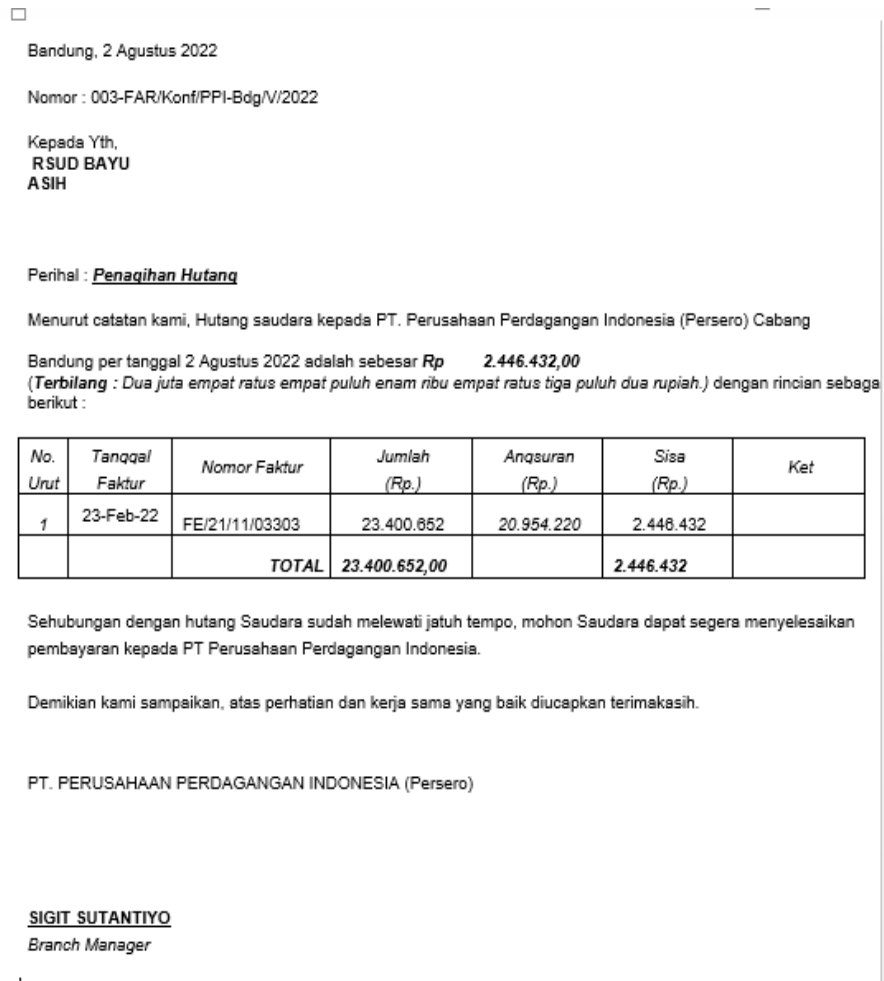 Bandung, 2 Agustus 2022
Nomor : 003-FAR/Konf/PPI-Bdg/V/2022
Kepada Yth,
RSUD BAYU
ASIH
Perihal : Penagihan Hutang
Menurut catatan kami, Hutang saudara kepada PT. Perusahaan Perdagangan Indonesia (Persero) Cabang
Bandung per tanggal 2 Agustus 2022 adalah sebesar Rp 2.446.432,00
(Terbilang : Dua juta empat ratus empat puluh enam ribu empat ratus tiga puluh dua rupiah.) dengan rincian sebaga
berikut :
No. Tanggal Nomor Faktur Jumlah Angsuran Sisa Ket
Urut Faktur (Rp.) (Rp.) (Rp.)
1 23-Feb-22 FE/21/11/03303 23.400.652 20.954.220 2.446.432
TOTAL 23.400.652,00 2.446.432
Sehubungan dengan hutang Saudara sudah melewati jatuh tempo, mohon Saudara dapat segera menyelesaikan
pembayaran kepada PT Perusahaan Perdagangan Indonesia.
Demikian kami sampaikan, atas perhatian dan kerja sama yang baik diucapkan terimakasih.
PT. PERUSAHAAN PERDAGANGAN INDONESIA (Persero)
SIGIT SUTANTIYO
Branch Manager